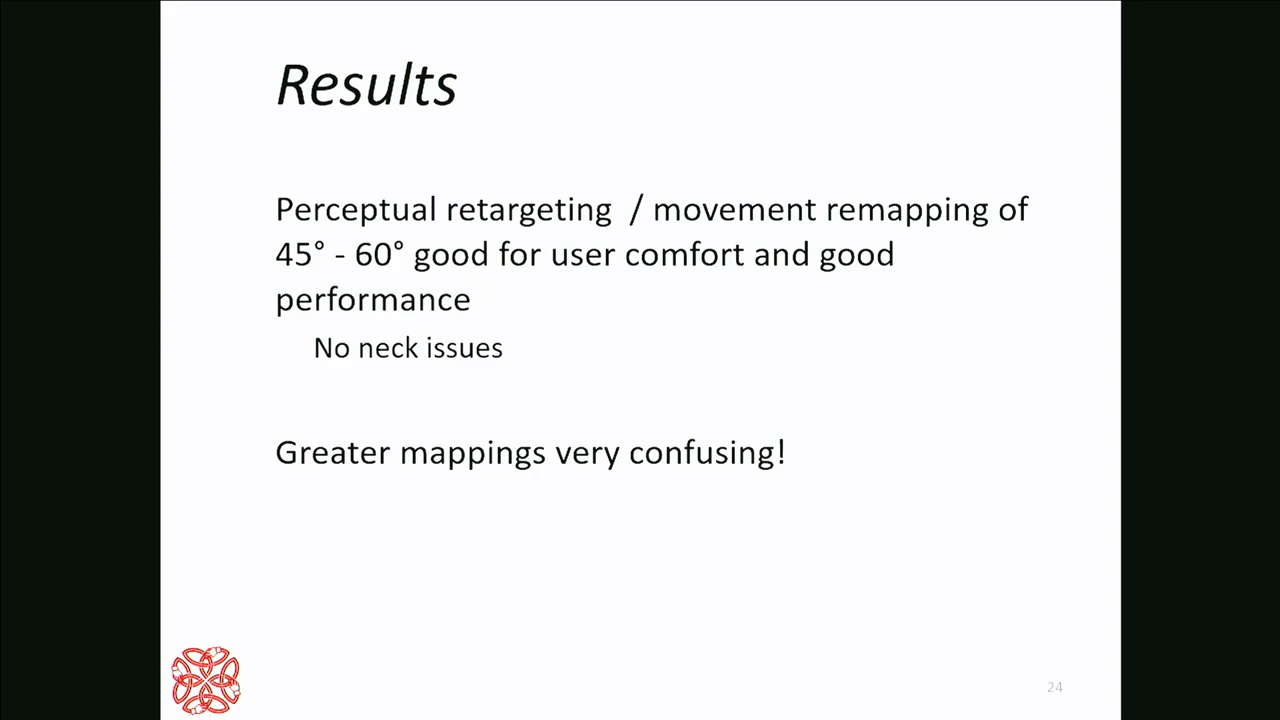 Results
Perceptual retargeting / movement remapping of
45° - 60° good for user comfort and good
performance
No neck issues
Greater mappings very confusing!
24